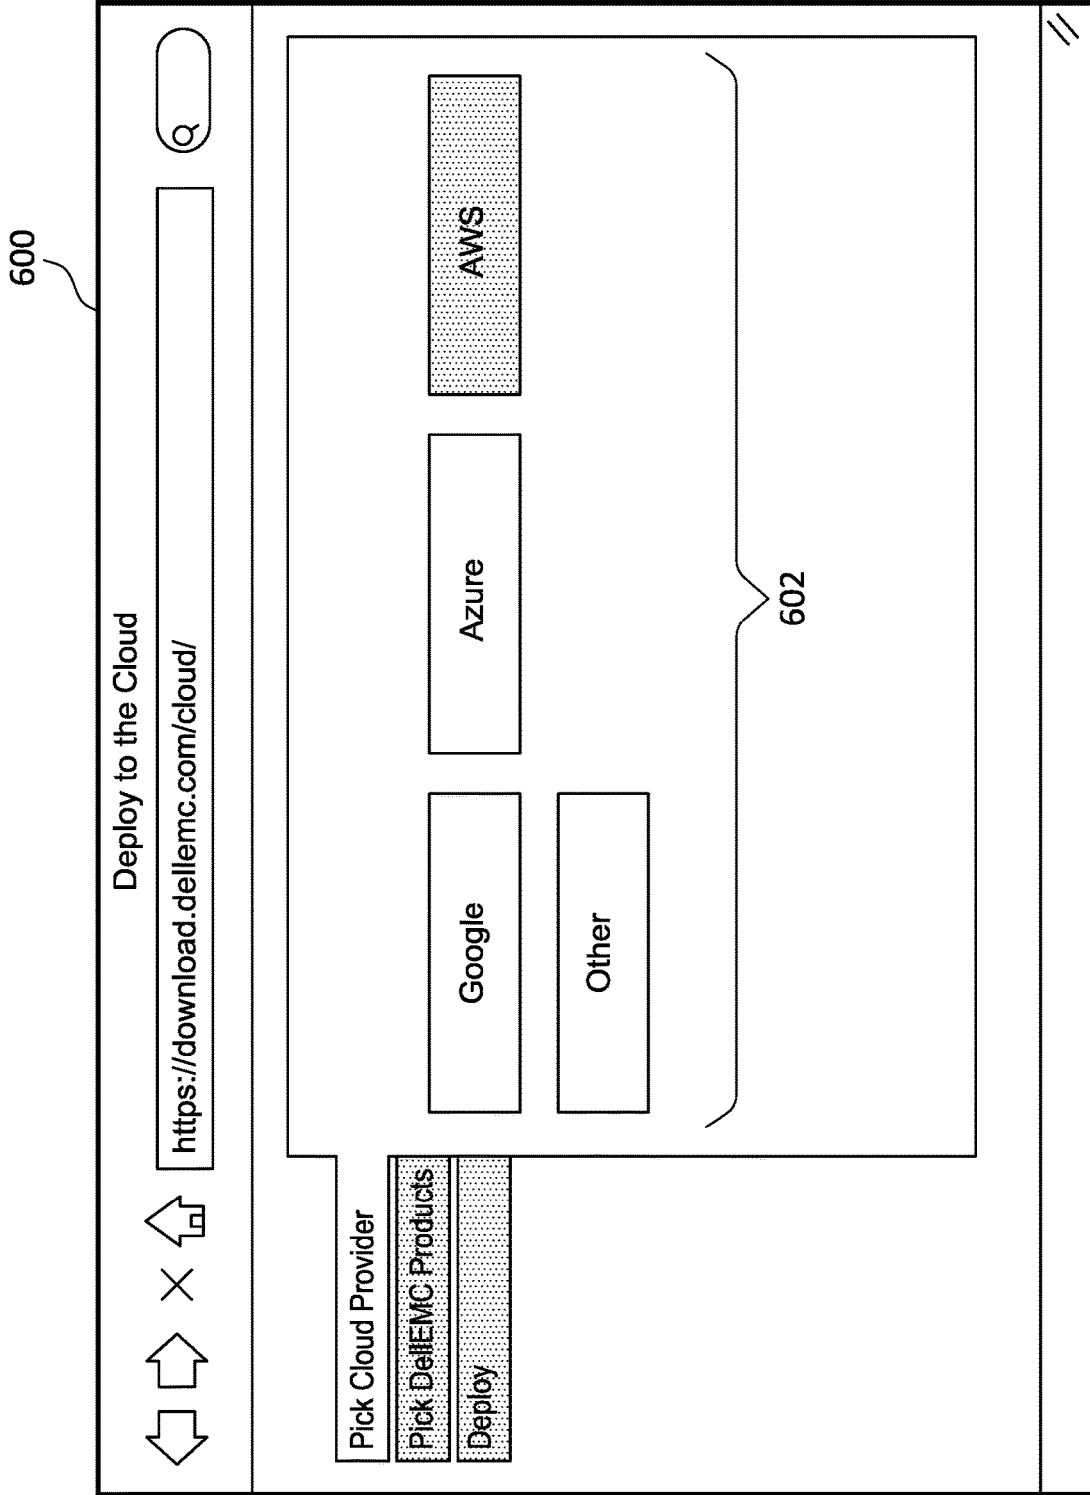 600
Deploy to the Cloud
https://download.dellemc.com/cloud/
Pick Cloud Provider
Pick DellEMC Products
Deploy
Google
Azure
AWS
Other
602